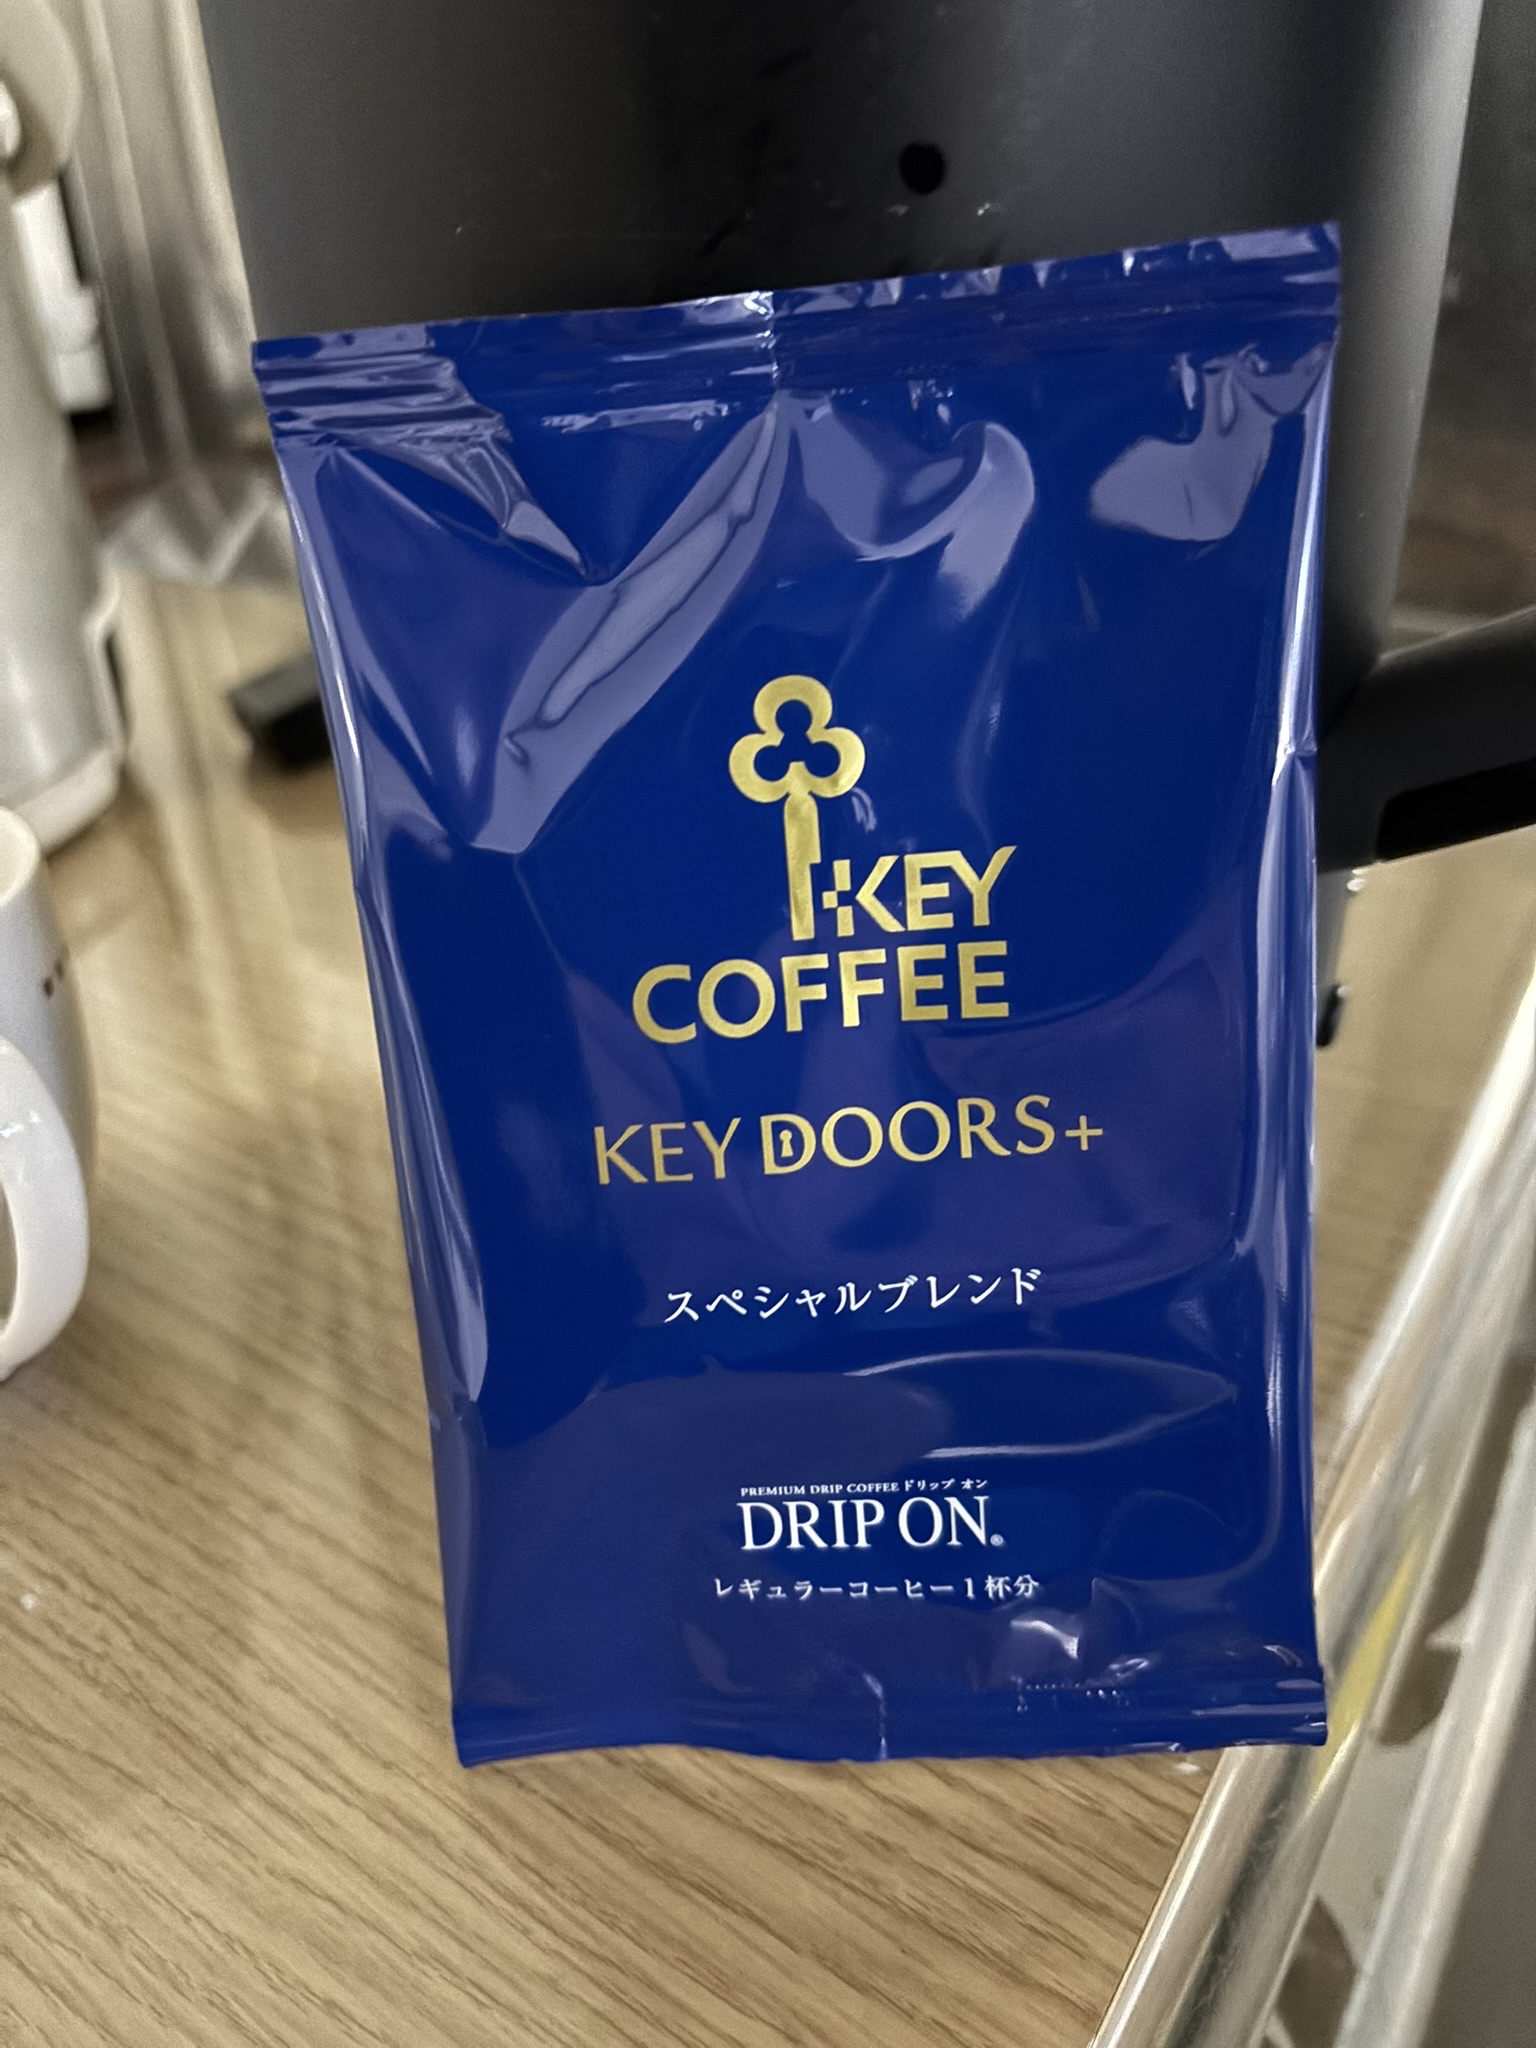 KEY
COFFEE
KEY DOORS+
スペシャルブレンド
PREMIUM DRIP COFFEE ドリップ オン
DRIP ON®
レギュラーコーヒー1杯分